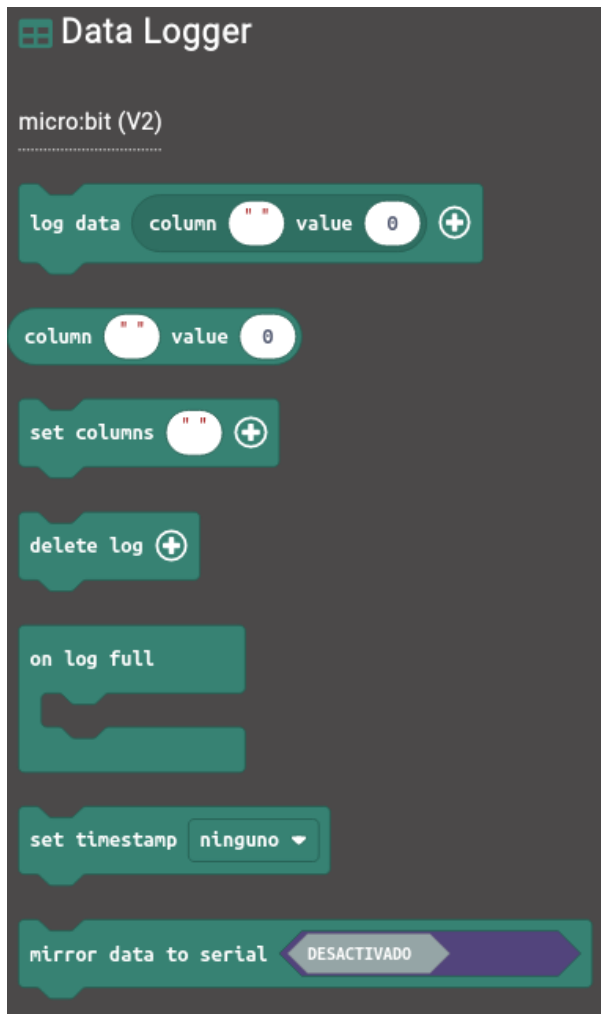 Data Logger
micro:bit (V2)
log data column " " value 0
column " " value 0
set columns " "
delete log
on log full
set timestamp ninguno
mirror data to serial DESACTIVADO